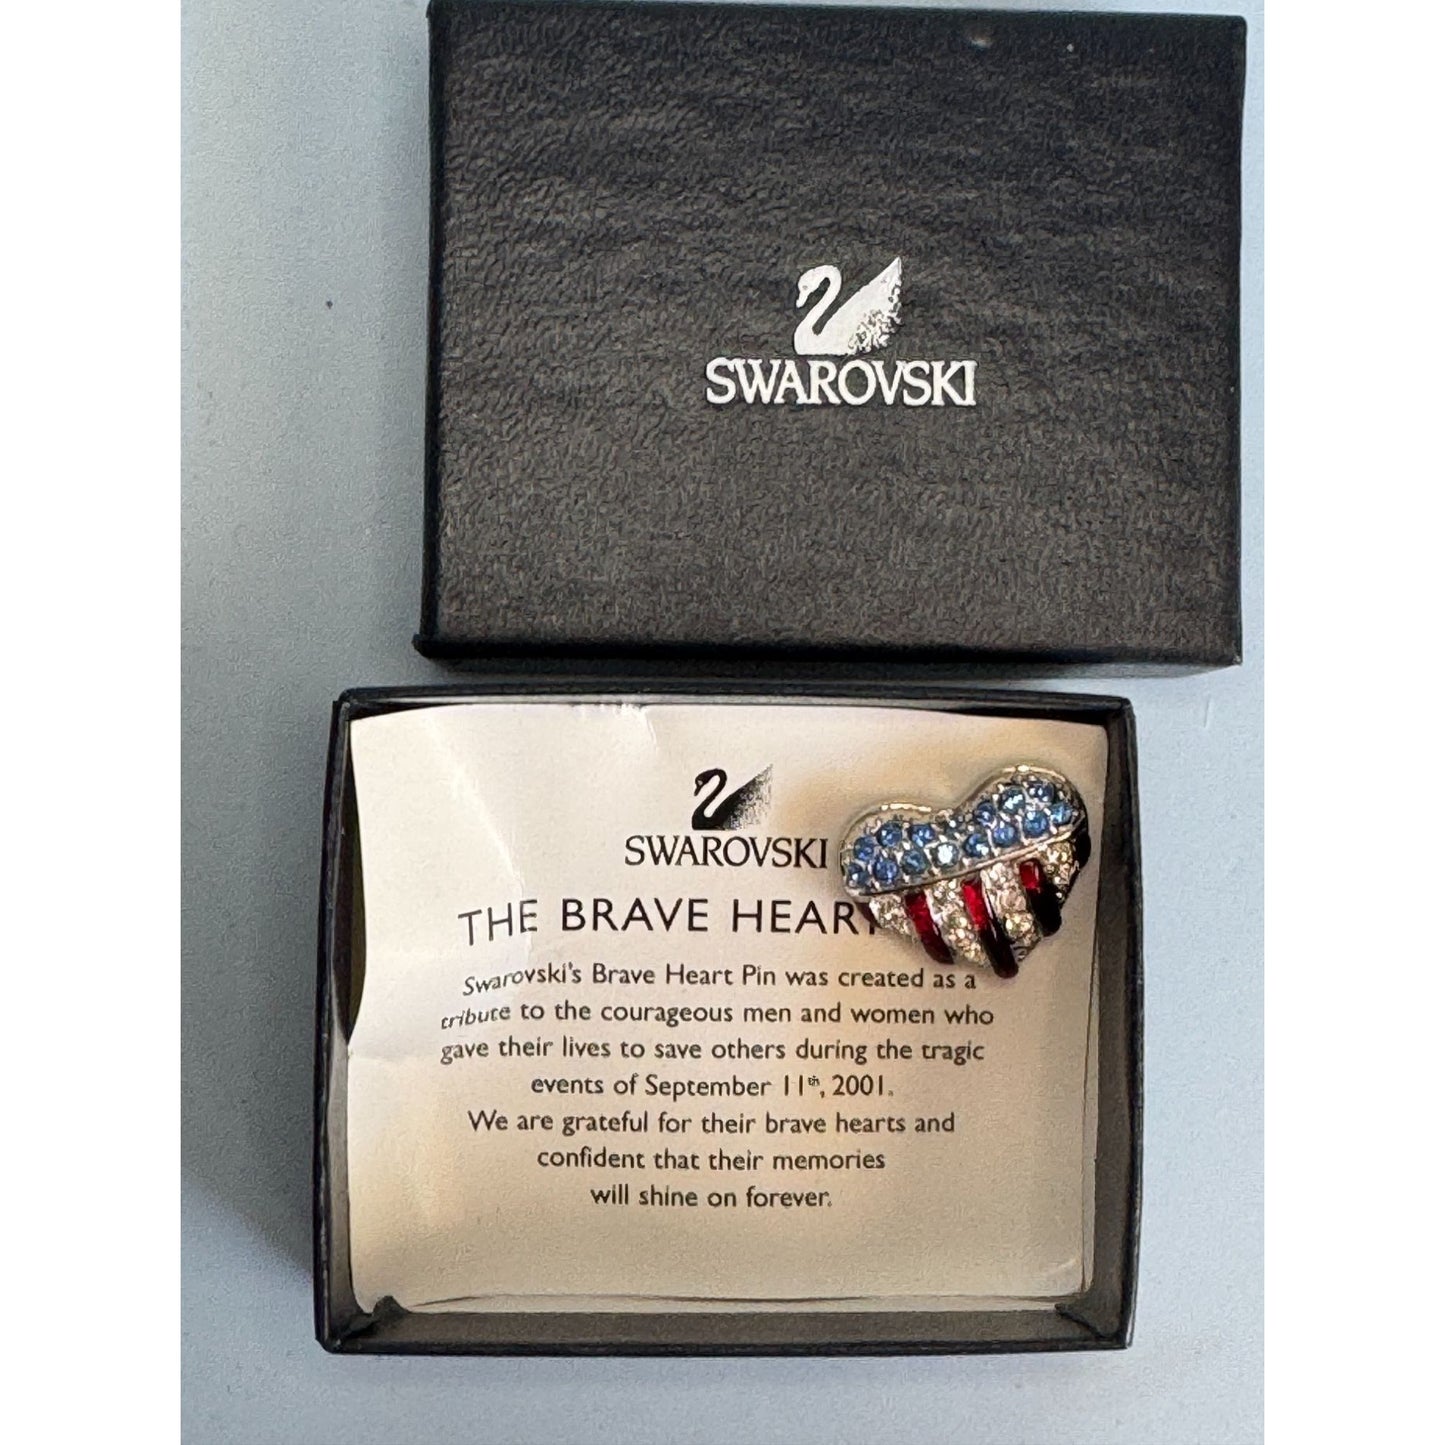 SWAROVSKI
SWAROVSKI
THE BRAVE HEART
Swarovski's Brave Heart Pin was created as a
tribute to the courageous men and women who
gave their lives to save others during the tragic
events of September 11th, 2001.
We are grateful for their brave hearts and
confident that their memories
will shine on forever.